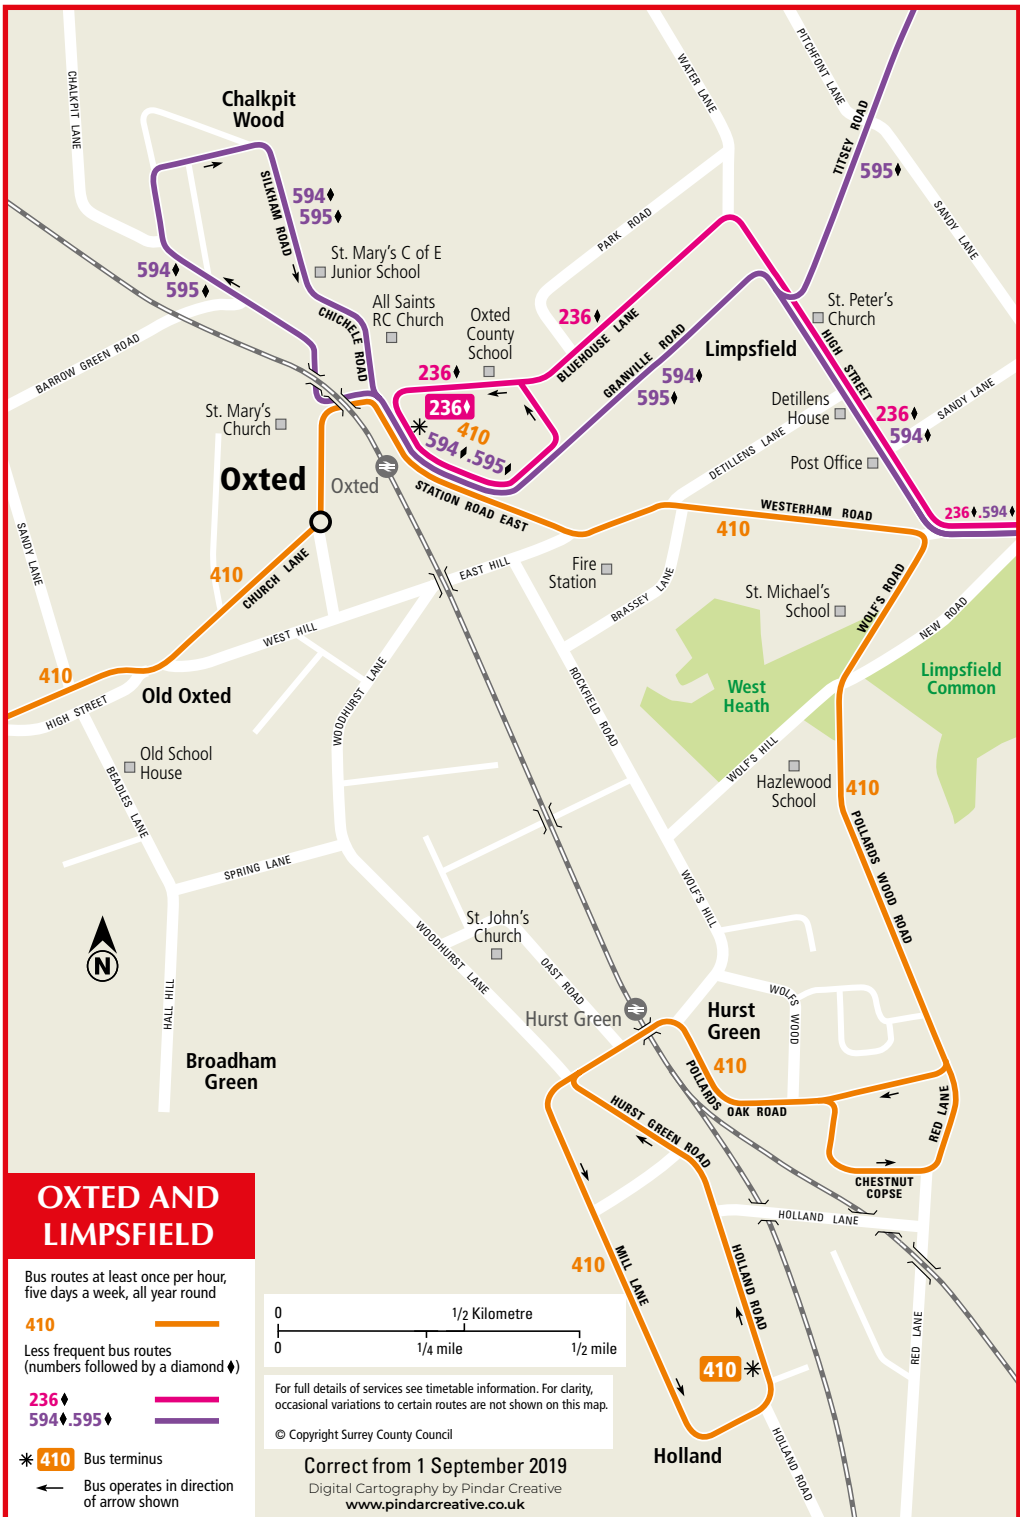 CHALKPIT LANE
Chalkpit
Wood
WATER LANE
PITCHFONT LANE
TITSEY ROAD
595♦
SILKHAM ROAD
594♦
595♦
SANDY LANE
PARK ROAD
St. Mary's C of E
Junior School
594♦
595♦
All Saints
RC Church
Oxted
County
School
CHICHELE ROAD
236♦
BLUEHOUSE LANE
GRANVILLE ROAD
St. Peter's
Church
HIGH STREET
Limpsfield
BARROW GREEN ROAD
236♦
594♦
595♦
SANDY LANE
Detillens
House
236♦
594♦
St. Mary's
Church
236♦
410
594♦.595♦
DETILLENS LANE
Post Office
Oxted
Oxted
STATION ROAD EAST
WESTERHAM ROAD
410
236♦.594♦
SANDY LANE
410
CHURCH LANE
EAST HILL
Fire
Station
BRASSEY LANE
St. Michael's
School
WOLF'S ROAD
NEW ROAD
WEST HILL
410
HIGH STREET
Old Oxted
WOODHURST LANE
ROCKFIELD ROAD
West
Heath
Limpsfield
Common
Old School
House
BEADLES LANE
WOLF'S HILL
Hazlewood
School
410
POLLARDS WOOD ROAD
SPRING LANE
WOLF'S HILL
St. John's
Church
WOODHURST LANE
OAST ROAD
N
HALL HILL
Hurst Green
Hurst
Green
WOLFS WOOD
Broadham
Green
410
POLLARDS
OAK ROAD
HURST GREEN ROAD
RED LANE
CHESTNUT
COPSE
HOLLAND LANE
410
MILL LANE
HOLLAND ROAD
RED LANE
410
Holland
HOLLAND ROAD
OXTED AND
LIMPSFIELD
Bus routes at least once per hour,
five days a week, all year round
410
Less frequent bus routes
(numbers followed by a diamond ♦)
236♦
594♦.595♦
410 Bus terminus
Bus operates in direction
of arrow shown
0 1/2 Kilometre
0 1/4 mile 1/2 mile
For full details of services see timetable information. For clarity,
occasional variations to certain routes are not shown on this map.
© Copyright Surrey County Council
Correct from 1 September 2019
Digital Cartography by Pindar Creative
www.pindarcreative.co.uk